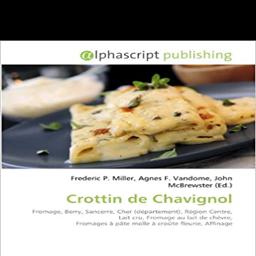 alphascript publishing
Frederic P. Miller, Agnes F. Vandome, John
McBrewster (Ed.)
Crottin de Chavignol
Fromage, Berry, Sancerre, Cher (département), Région Centre,
Lait cru, Fromage au lait de chèvre,
Fromages à pâte molle à croûte fleurie, Affinage